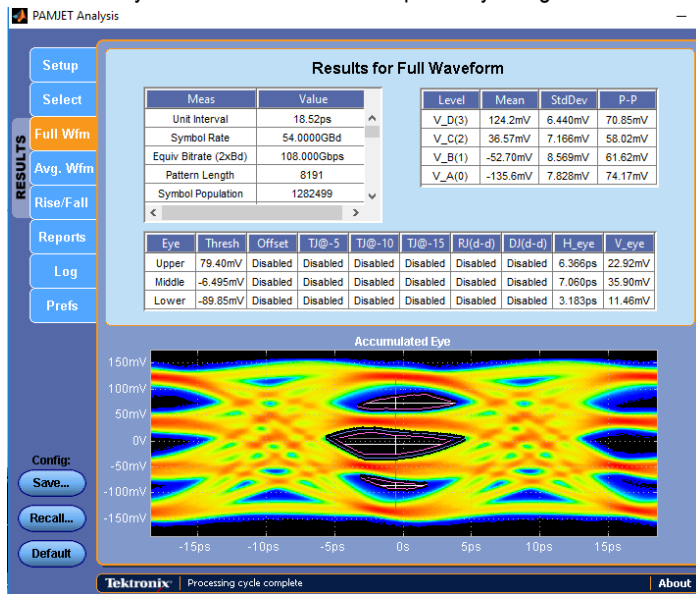 PAMJET Analysis
Setup
Select
Full Wfm
Avg. Wfm
Rise/Fall
Reports
Log
Prefs
RESULTS
Results for Full Waveform
Meas Value
Unit Interval 18.52ps
Symbol Rate 54.0000GBd
Equiv Bitrate (2xBd) 108.000Gbps
Pattern Length 8191
Symbol Population 1282499
Level Mean StdDev P-P
V_D(3) 124.2mV 6.440mV 70.85mV
V_C(2) 36.57mV 7.166mV 58.02mV
V_B(1) -52.70mV 8.569mV 61.62mV
V_A(0) -135.6mV 7.828mV 74.17mV
Eye Thresh Offset TJ@-5 TJ@-10 TJ@-15 RJ(d-d) DJ(d-d) H_eye V_eye
Upper 79.40mV Disabled Disabled Disabled Disabled Disabled Disabled 6.366ps 22.92mV
Middle -6.495mV Disabled Disabled Disabled Disabled Disabled Disabled 7.060ps 35.90mV
Lower -89.85mV Disabled Disabled Disabled Disabled Disabled Disabled 3.183ps 11.46mV
Accumulated Eye
150mV
100mV
50mV
0V
-50mV
-100mV
-150mV
-15ps -10ps -5ps 0s 5ps 10ps 15ps
Config:
Save...
Recall...
Default
Tektronix Processing cycle complete About